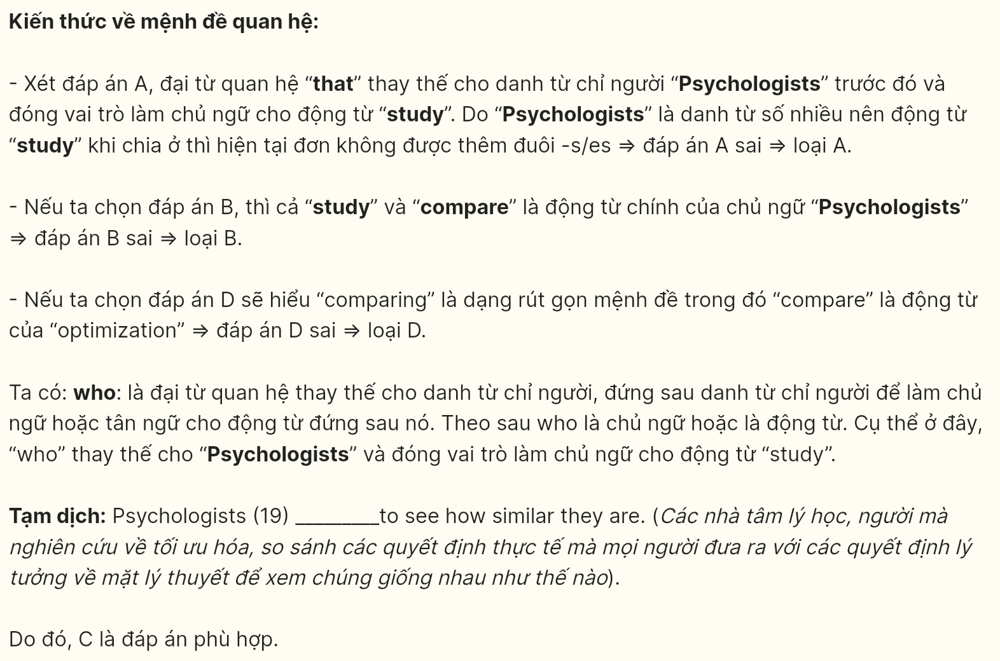 Kiến thức về mệnh đề quan hệ:
- Xét đáp án A, đại từ quan hệ “that” thay thế cho danh từ chỉ người “Psychologists” trước đó và
đóng vai trò làm chủ ngữ cho động từ “study”. Do “Psychologists” là danh từ số nhiều nên động từ
“study” khi chia ở thì hiện tại đơn không được thêm đuôi -s/es ⇒ đáp án A sai ⇒ loại A.
- Nếu ta chọn đáp án B, thì cả “study” và “compare” là động từ chính của chủ ngữ “Psychologists”
⇒ đáp án B sai ⇒ loại B.
- Nếu ta chọn đáp án D sẽ hiểu “comparing” là dạng rút gọn mệnh đề trong đó “compare” là động từ
của “optimization” ⇒ đáp án D sai ⇒ loại D.
Ta có: who: là đại từ quan hệ thay thế cho danh từ chỉ người, đứng sau danh từ chỉ người để làm chủ
ngữ hoặc tân ngữ cho động từ đứng sau nó. Theo sau who là chủ ngữ hoặc là động từ. Cụ thể ở đây,
“who” thay thế cho “Psychologists” và đóng vai trò làm chủ ngữ cho động từ “study”.
Tạm dịch: Psychologists (19) _________to see how similar they are. (Các nhà tâm lý học, người mà
nghiên cứu về tối ưu hóa, so sánh các quyết định thực tế mà mọi người đưa ra với các quyết định lý
tưởng về mặt lý thuyết để xem chúng giống nhau như thế nào).
Do đó, C là đáp án phù hợp.